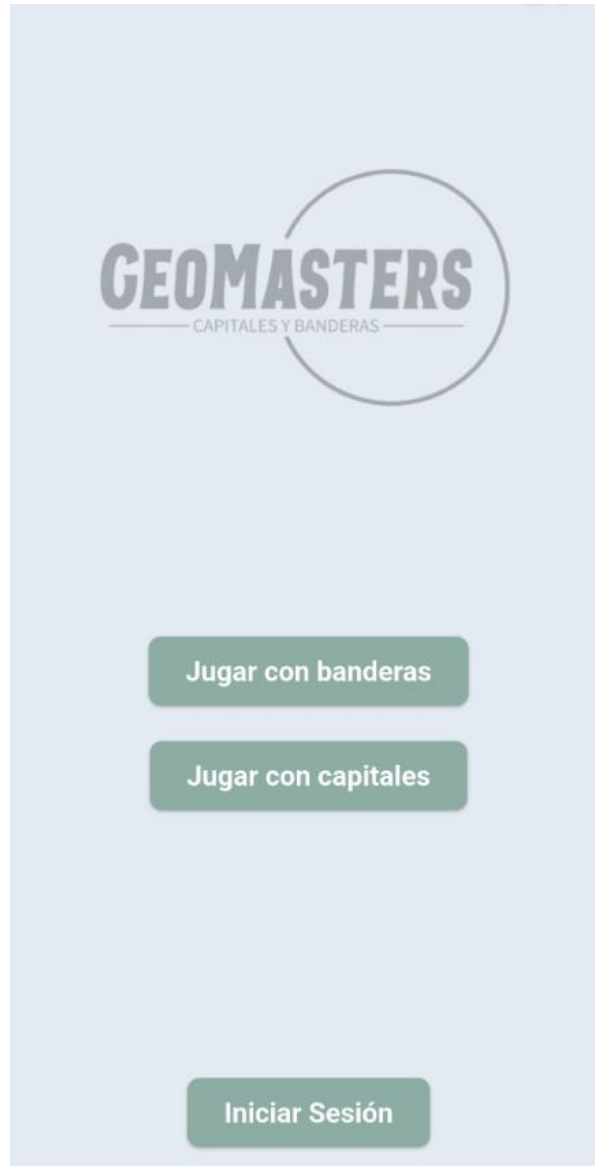 GEOMASTERS
CAPITALES Y BANDERAS
Jugar con banderas
Jugar con capitales
Iniciar Sesión